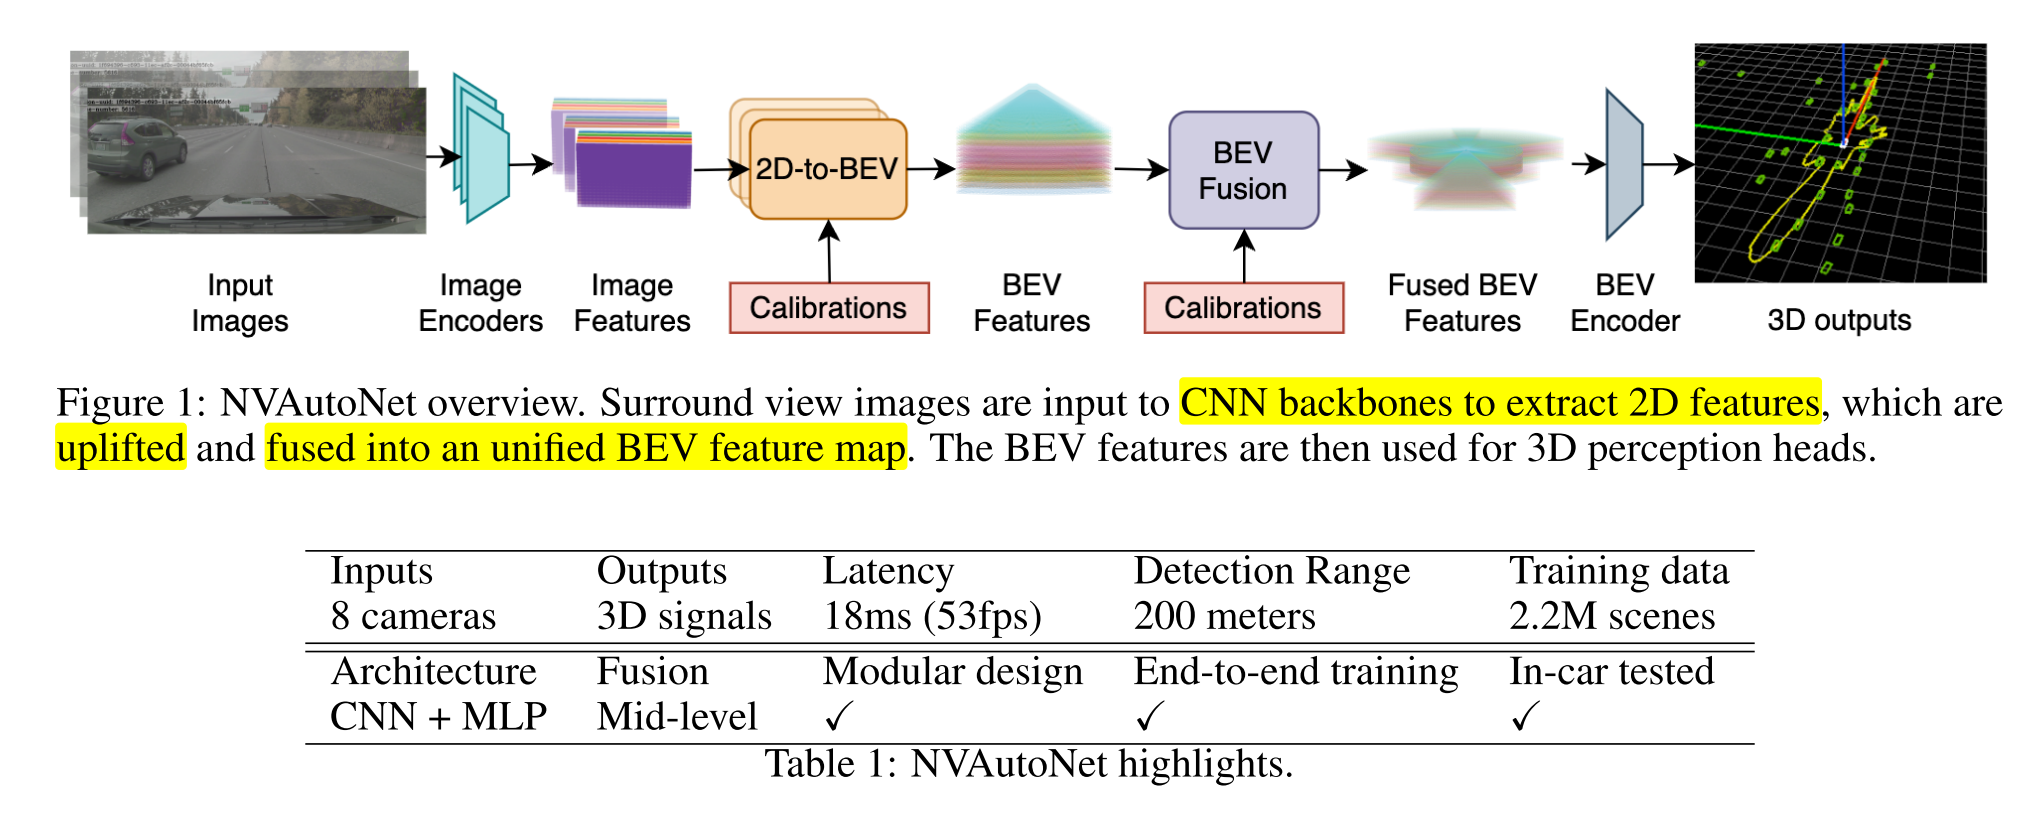 2D-to-BEV
BEV
Fusion
Calibrations
Calibrations
Input
Images
Image
Encoders
Image
Features
BEV
Features
Fused BEV
Features
BEV
Encoder
3D outputs
Figure 1: NVAutoNet overview. Surround view images are input to CNN backbones to extract 2D features, which are
uplifted and fused into an unified BEV feature map. The BEV features are then used for 3D perception heads.
Inputs Outputs Latency Detection Range Training data
8 cameras 3D signals 18ms (53fps) 200 meters 2.2M scenes
Architecture Fusion Modular design End-to-end training In-car tested
CNN + MLP Mid-level ✓ ✓ ✓
Table 1: NVAutoNet highlights.